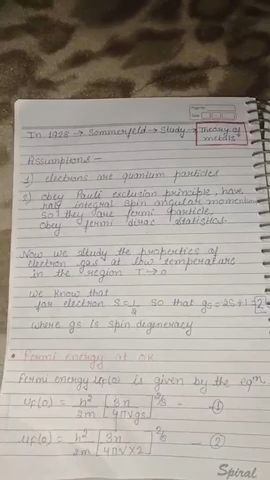 Page No.
Date
In 1928 → Sommerfeld → Study → Theory of metals
Assumptions -
1) electrons are quantum particles
2) obey Pauli exclusion principle, have half integral spin angular momentum so they are fermi particle obey fermi dirac statistics.
Now we study the properties of electron gas at low temperature in the region T→0
We know that
for electron S=1/2 so that gs = 2S+1=2
where gs is spin degeneracy
• Fermi energy at 0K
Fermi energy uf(0) is given by the eqn
uf(0) = h²/2m [3n/4πVgs]^2/3 - ①
uf(0) = h²/2m [3n/4πV×2]^2/3 - ②
Spiral